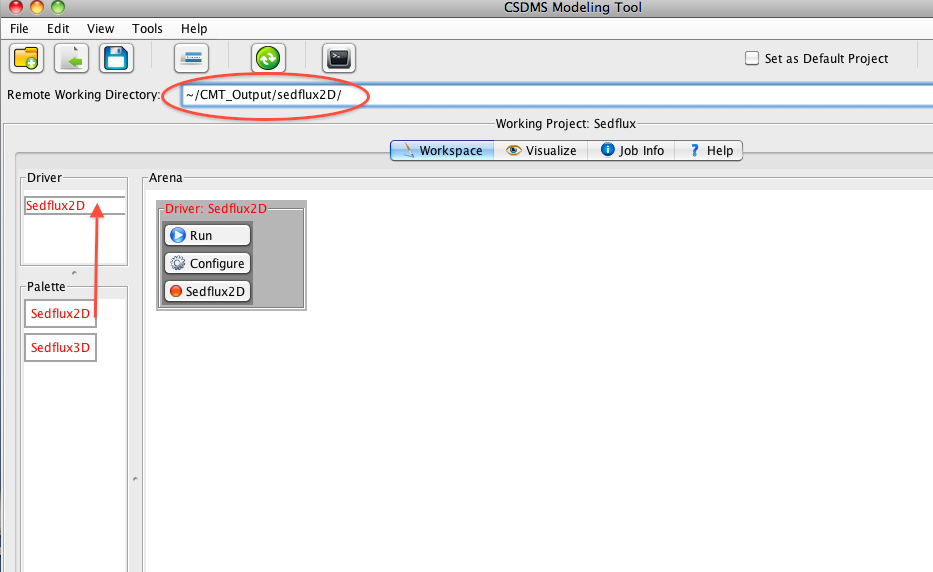 CSDMS Modeling Tool
File Edit View Tools Help
Set as Default Project
Remote Working Directory: ~/CMT_Output/sedflux2D/
Working Project: Sedflux
Workspace Visualize Job Info Help
Driver
Sedflux2D
Palette
Sedflux2D
Sedflux3D
Arena
Driver: Sedflux2D
Run
Configure
Sedflux2D